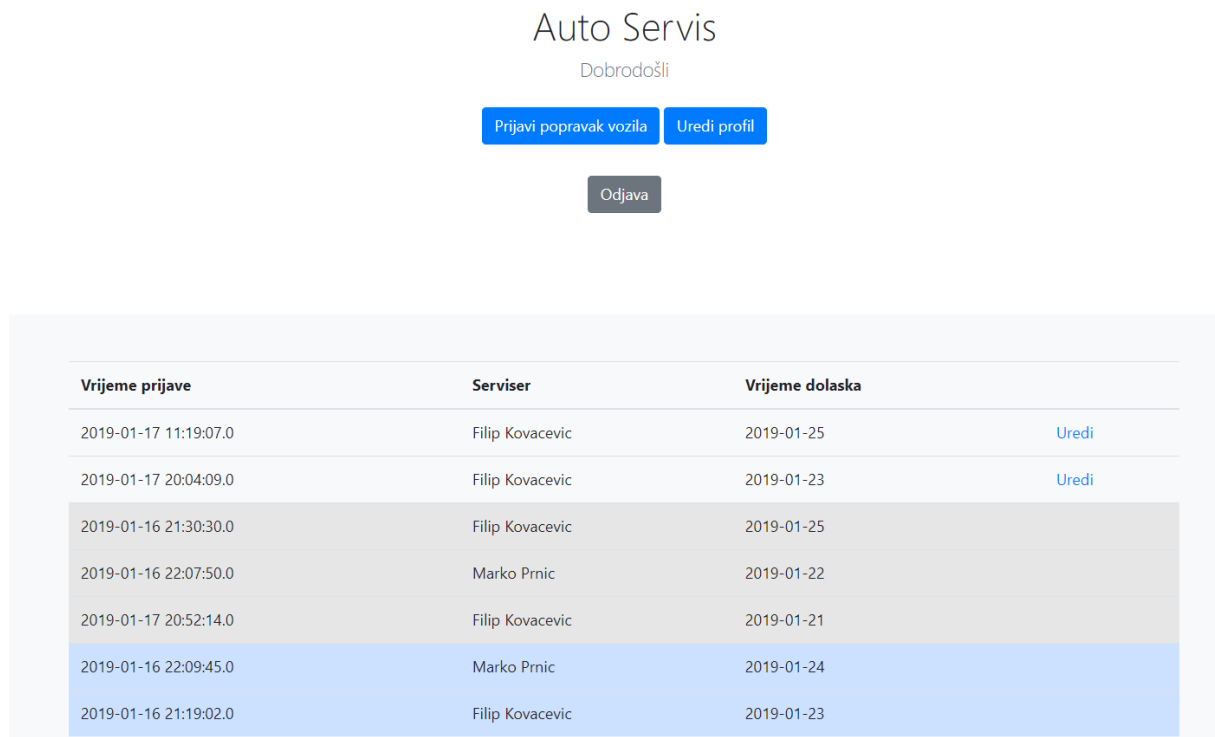 Auto Servis
Dobrodošli
Prijavi popravak vozila Uredi profil
Odjava
Vrijeme prijave Serviser Vrijeme dolaska
2019-01-17 11:19:07.0 Filip Kovacevic 2019-01-25 Uredi
2019-01-17 20:04:09.0 Filip Kovacevic 2019-01-23 Uredi
2019-01-16 21:30:30.0 Filip Kovacevic 2019-01-25
2019-01-16 22:07:50.0 Marko Prnic 2019-01-22
2019-01-17 20:52:14.0 Filip Kovacevic 2019-01-21
2019-01-16 22:09:45.0 Marko Prnic 2019-01-24
2019-01-16 21:19:02.0 Filip Kovacevic 2019-01-23